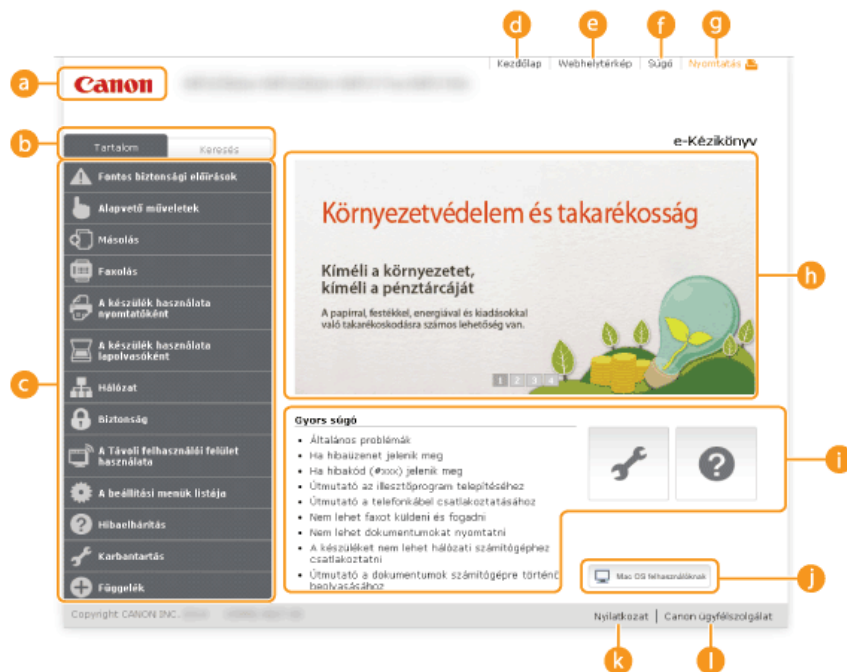 d e f g
Kezdőlap Webhelytérkép Súgó Nyomtatás
a
Canon
b
Tartalom Keresés
e-Kézikönyv
c
Fontos biztonsági előírások
Alapvető műveletek
Másolás
Faxolás
A készülék használata
nyomtatóként
A készülék használata
lapolvasóként
Hálózat
Biztonság
A Távoli felhasználói felület
használata
A beállítási menük listája
Hibaelhárítás
Karbantartás
Függelék
Környezetvédelem és takarékosság
Kíméli a környezetet,
kíméli a pénztárcáját
A papírral, festékkel, energiával és kiadásokkal
való takarékoskodásra számos lehetőség van.
1 2 3 4
h
Gyors súgó
• Általános problémák
• Ha hibaüzenet jelenik meg
• Ha hibakód (#xxx) jelenik meg
• Útmutató az illesztőprogram telepítéséhez
• Útmutató a telefonkábel csatlakoztatásához
• Nem lehet faxot küldeni és fogadni
• Nem lehet dokumentumokat nyomtatni
• A készüléket nem lehet hálózati számítógéphez
csatlakoztatni
• Útmutató a dokumentumok számítógépre történő
beolvasásához
i
Mac OS felhasználóknak
j
Copyright CANON INC.
Nyilatkozat | Canon ügyfélszolgálat
k l